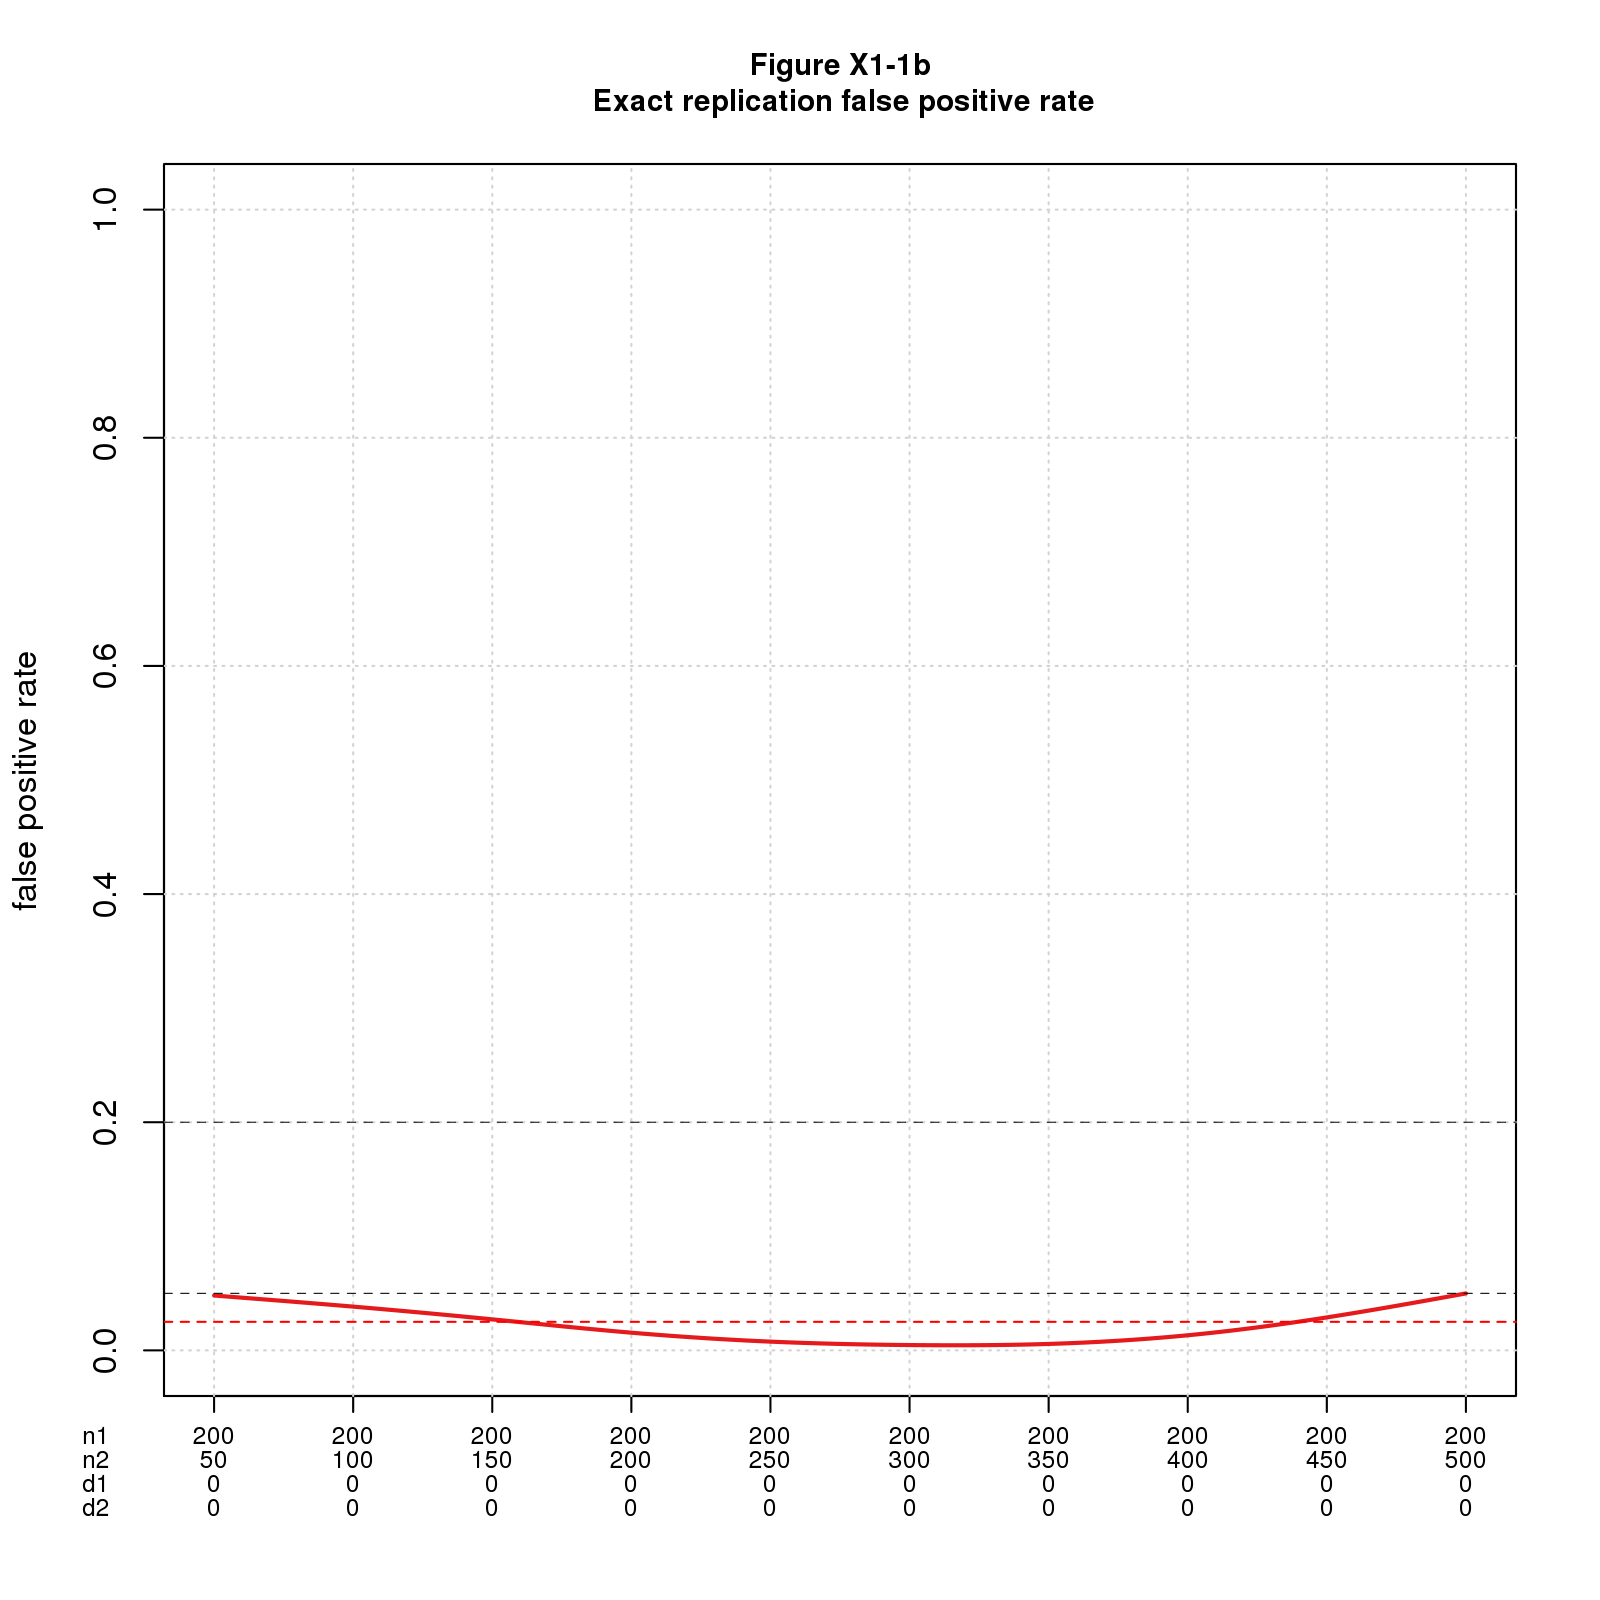 Figure X1-1b
Exact replication false positive rate
false positive rate
1.0
0.8
0.6
0.4
0.2
0.0
n1 200 200 200 200 200 200 200 200 200 200
n2 50 100 150 200 250 300 350 400 450 500
d1 0 0 0 0 0 0 0 0 0 0
d2 0 0 0 0 0 0 0 0 0 0